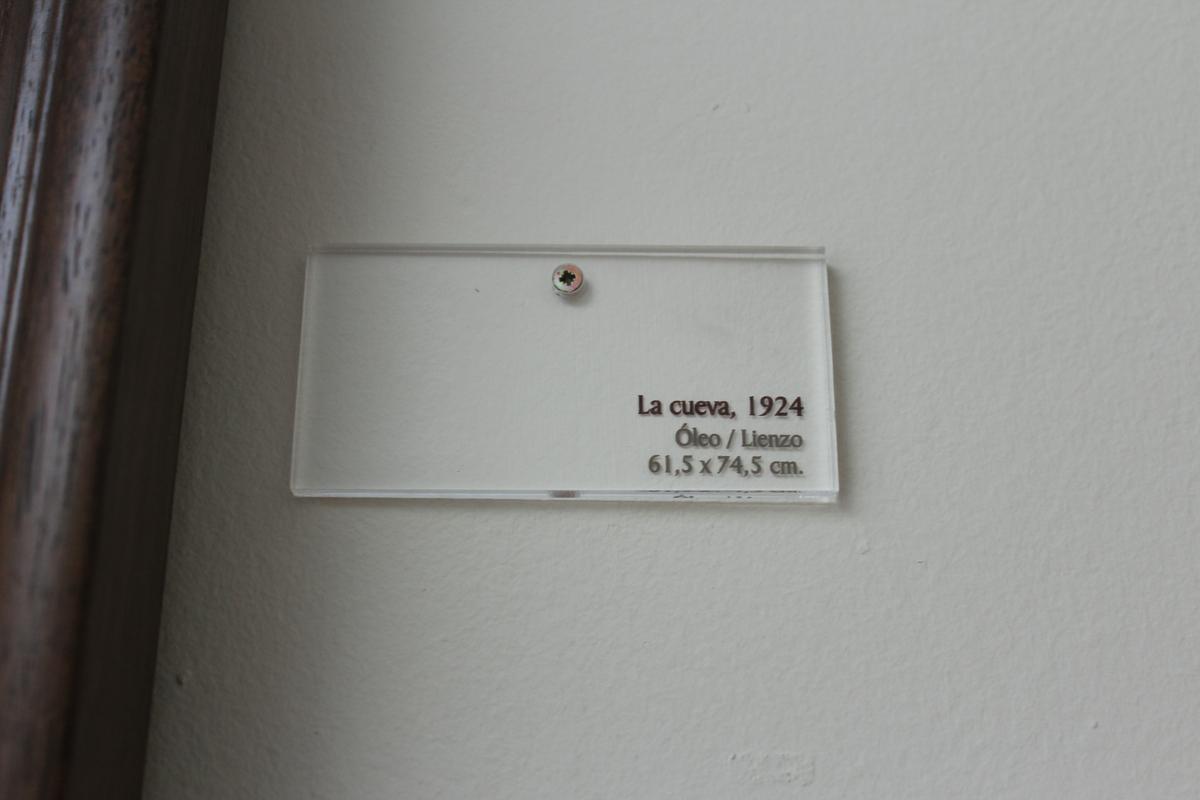 La cueva, 1924
Óleo / Lienzo
61,5 x 74,5 cm.